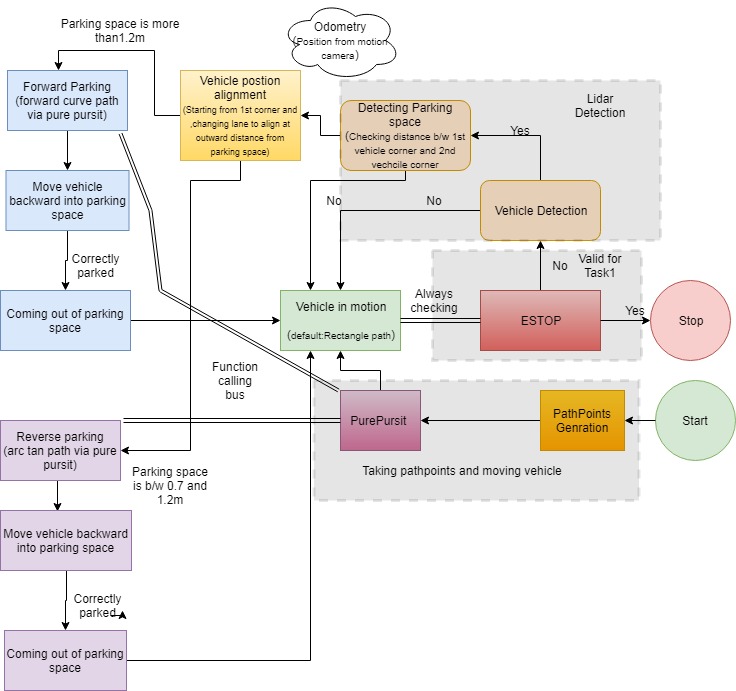 Parking space is more
than1.2m
Odometry
(Position from motion
camera)
Forward Parking
(forward curve path
via pure pursit)
Vehicle postion
alignment
(Starting from 1st corner and
,changing lane to align at
outward distance from
parking space)
Detecting Parking
space
(Checking distance b/w 1st
vehicle corner and 2nd
vechcile corner
Lidar
Detection
Yes
Move vehicle
backward into parking
space
No
No
Vehicle Detection
Correctly
parked
No
Valid for
Task1
Coming out of parking
space
Vehicle in motion
(default:Rectangle path)
Always
checking
ESTOP
Yes
Stop
Function
calling
bus
PurePursit
PathPoints
Genration
Start
Reverse parking
(arc tan path via pure
pursit)
Parking space
is b/w 0.7 and
1.2m
Taking pathpoints and moving vehicle
Move vehicle backward
into parking space
Correctly
parked
Coming out of parking
space